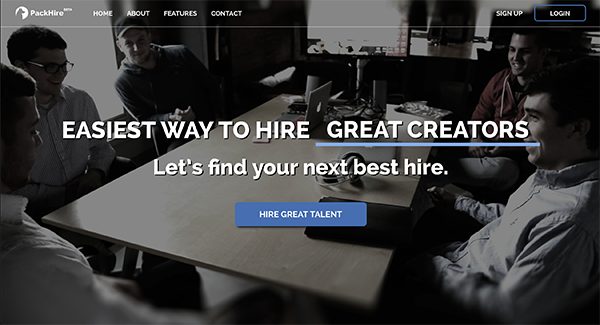 PackHire BETA HOME ABOUT FEATURES CONTACT SIGN UP LOGIN
EASIEST WAY TO HIRE GREAT CREATORS
Let's find your next best hire.
HIRE GREAT TALENT